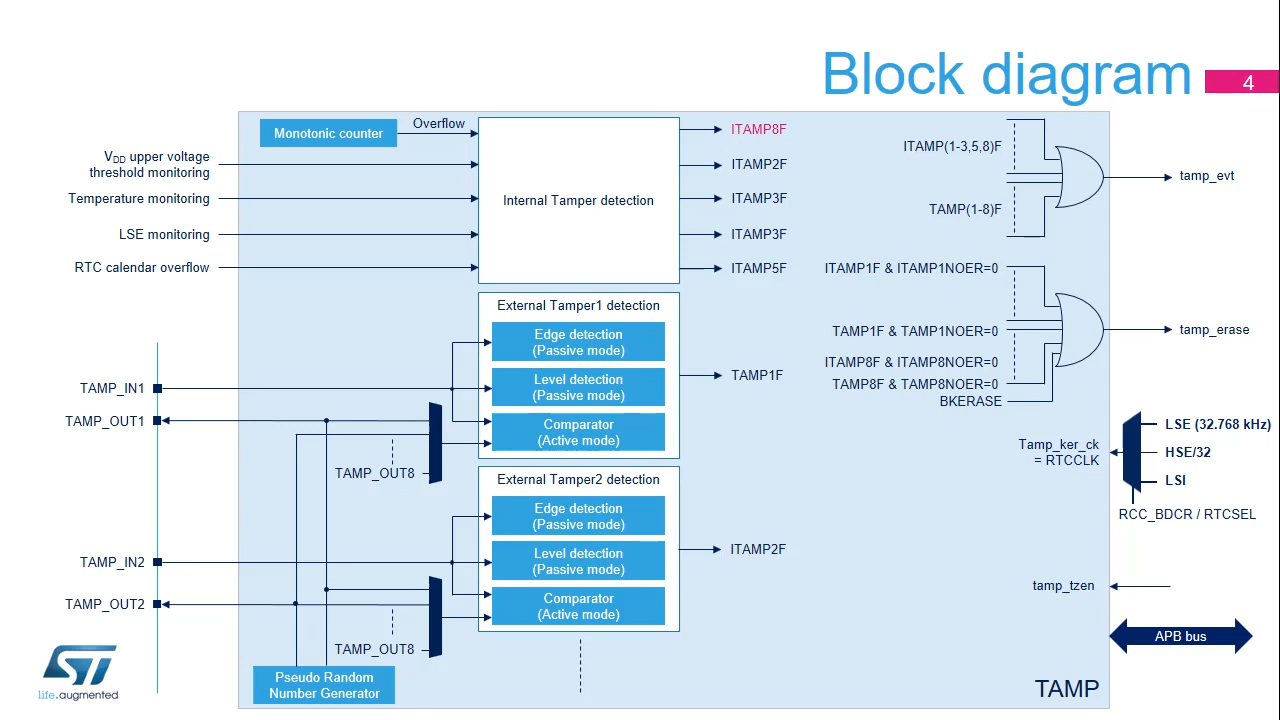 Block diagram
4
Monotonic counter
Overflow
VDD upper voltage
threshold monitoring
Temperature monitoring
LSE monitoring
RTC calendar overflow
Internal Tamper detection
ITAMP8F
ITAMP2F
ITAMP3F
ITAMP3F
ITAMP5F
ITAMP(1-3,5,8)F
TAMP(1-8)F
tamp_evt
ITAMP1F & ITAMP1NOER=0
TAMP1F & TAMP1NOER=0
ITAMP8F & ITAMP8NOER=0
TAMP8F & TAMP8NOER=0
BKERASE
tamp_erase
External Tamper1 detection
Edge detection
(Passive mode)
Level detection
(Passive mode)
Comparator
(Active mode)
TAMP1F
TAMP_IN1
TAMP_OUT1
TAMP_OUT8
Tamp_ker_ck
= RTCCLK
LSE (32.768 kHz)
HSE/32
LSI
RCC_BDCR / RTCSEL
External Tamper2 detection
Edge detection
(Passive mode)
Level detection
(Passive mode)
Comparator
(Active mode)
ITAMP2F
TAMP_IN2
TAMP_OUT2
TAMP_OUT8
tamp_tzen
APB bus
Pseudo Random
Number Generator
TAMP
ST
life.augmented